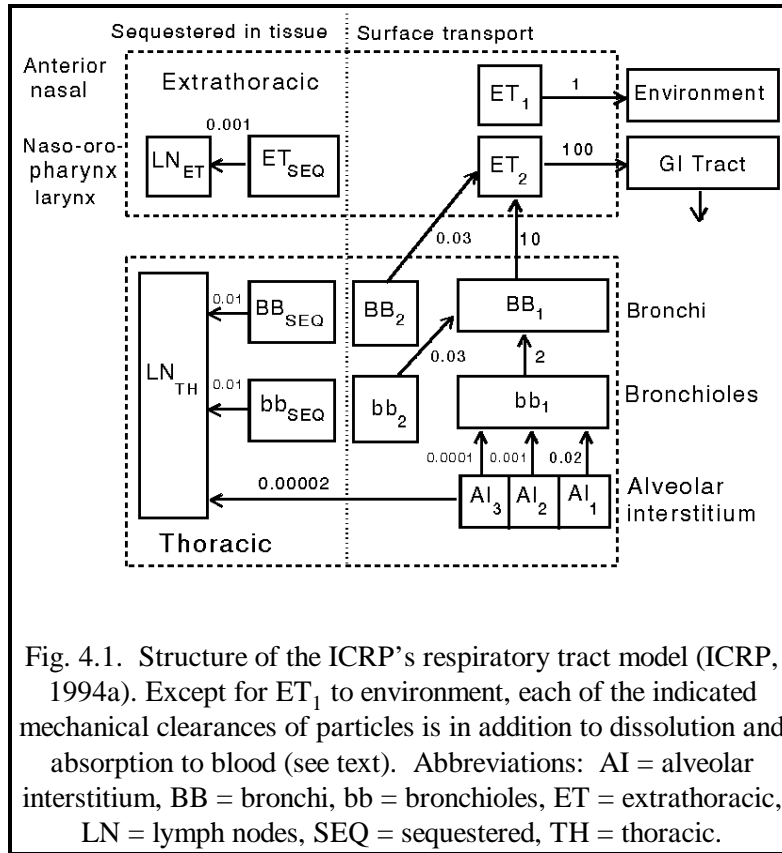 Sequestered in tissue
Surface transport
Anterior
nasal
Extrathoracic
ET1
1
Environment
Naso-oro-
pharynx
larynx
LNET
0.001
ETSEQ
ET2
100
GI Tract
0.03
10
LNTH
0.01
BBSEQ
BB2
BB1
Bronchi
0.03
2
0.01
bbSEQ
bb2
bb1
Bronchioles
0.0001
0.001
0.02
0.00002
AI3
AI2
AI1
Alveolar
interstitium
Thoracic
Fig. 4.1. Structure of the ICRP's respiratory tract model (ICRP,
1994a). Except for ET1 to environment, each of the indicated
mechanical clearances of particles is in addition to dissolution and
absorption to blood (see text). Abbreviations: AI = alveolar
interstitium, BB = bronchi, bb = bronchioles, ET = extrathoracic,
LN = lymph nodes, SEQ = sequestered, TH = thoracic.